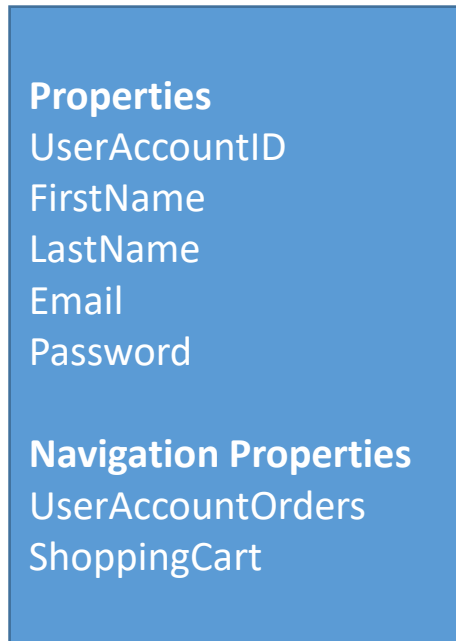 Properties
UserAccountID
FirstName
LastName
Email
Password
Navigation Properties
UserAccountOrders
ShoppingCart